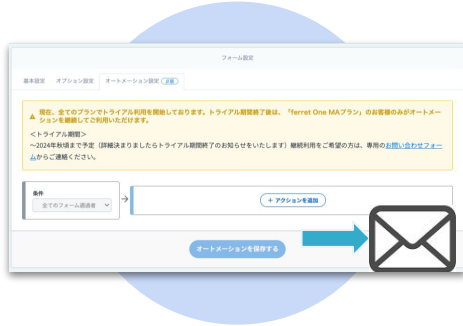 フォーム設定
基本設定 オプション設定 オートメーション設定 必要
現在、全てのプランでトライアル利用を開始しております。トライアル期間終了後は、「ferret One MAプラン」のお客様のみがオートメー
ションを継続してご利用いただけます。
＜トライアル期間＞
〜2024年秋頃まで予定（詳細決まりましたらトライアル期間終了のお知らせをいたします）継続利用をご希望の方は、専用のお問い合わせフォー
ムからご連絡ください。
条件
全てのフォーム通過者
+ アクションを追加
オートメーションを保存する